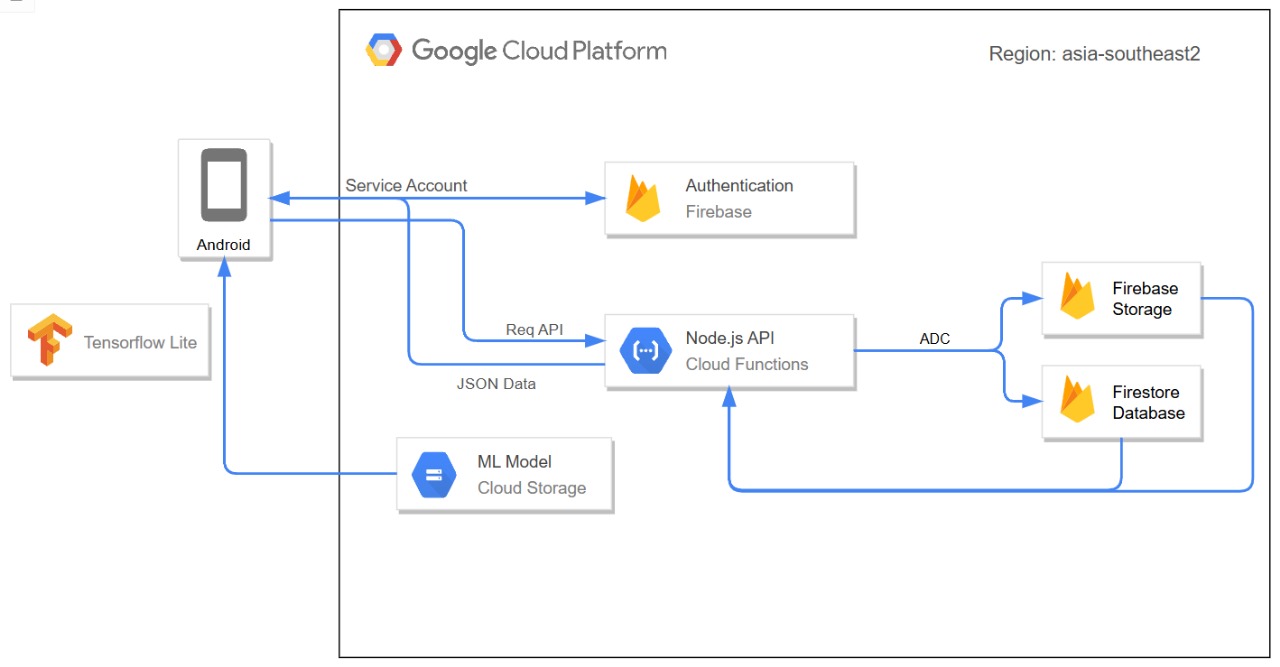 Google Cloud Platform
Region: asia-southeast2
Android
Service Account
Authentication
Firebase
Tensorflow Lite
Req API
JSON Data
Node.js API
Cloud Functions
ADC
Firebase
Storage
Firestore
Database
ML Model
Cloud Storage